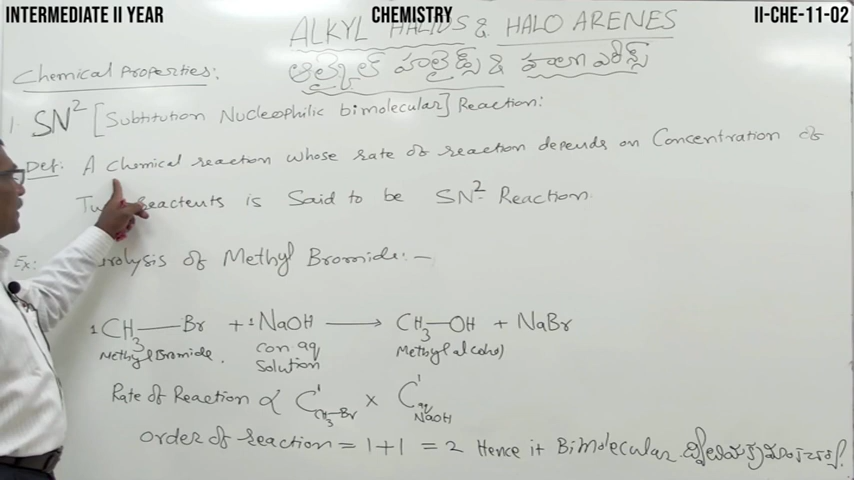 INTERMEDIATE II YEAR CHEMISTRY II-CHE-11-02
ALKYL HALIDS & HALO ARENES
ఆల్కైల్ హాలైడ్స్ & హాలో ఎరీన్స్
Chemical Properties:
1. SN² [Subtitution Nucleophilic bimolecular] Reaction:
Def: A chemical reaction whose rate of reaction depends on Concentration of
reactents is Said to be SN² Reaction.
Ex: rolysis of Methyl Bromide:-
1 CH₃—Br + 1 NaOH ⟶ CH₃—OH + NaBr
Methyl Bromide. con aq Methyl alcohol
Solution
Rate of Reaction ∝ C¹CH₃-Br × C¹aq NaOH
order of reaction = 1+1 = 2 Hence it Bimolecular.